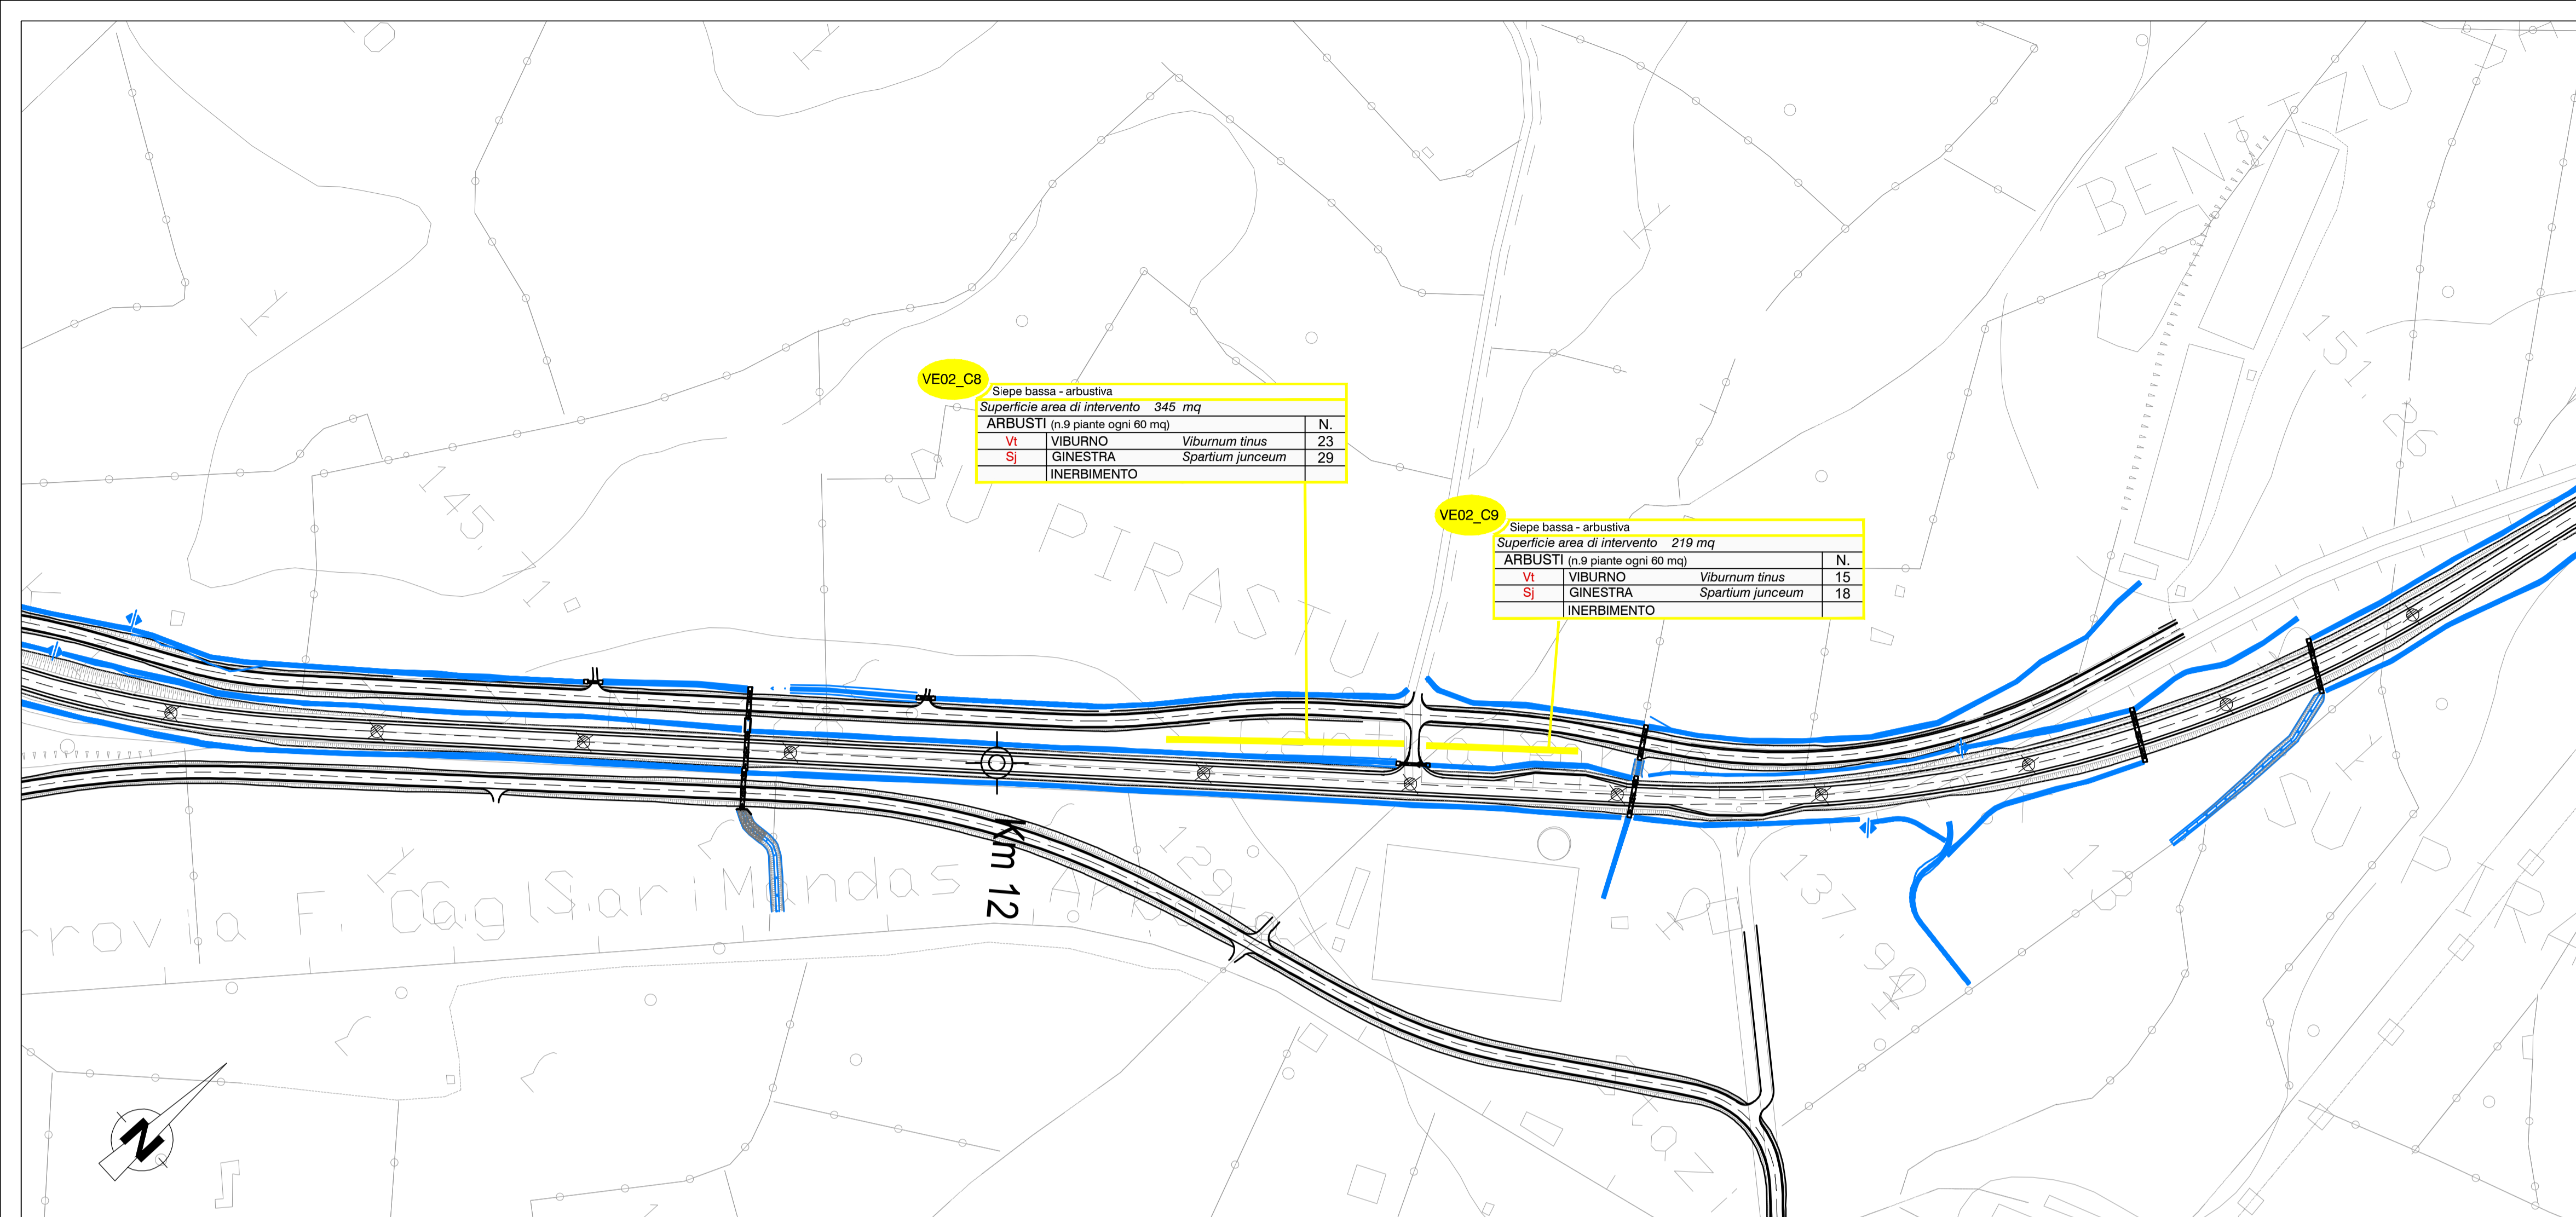 BENTZU
VE02_C8
Siepe bassa - arbustiva
Superficie area di intervento 345 mq
ARBUSTI (n.9 piante ogni 60 mq) N.
Vt VIBURNO Viburnum tinus 23
Sj GINESTRA Spartium junceum 29
INERBIMENTO
VE02_C9
Siepe bassa - arbustiva
Superficie area di intervento 219 mq
ARBUSTI (n.9 piante ogni 60 mq) N.
Vt VIBURNO Viburnum tinus 15
Sj GINESTRA Spartium junceum 18
INERBIMENTO
SU PIRASTU
Km 12
N